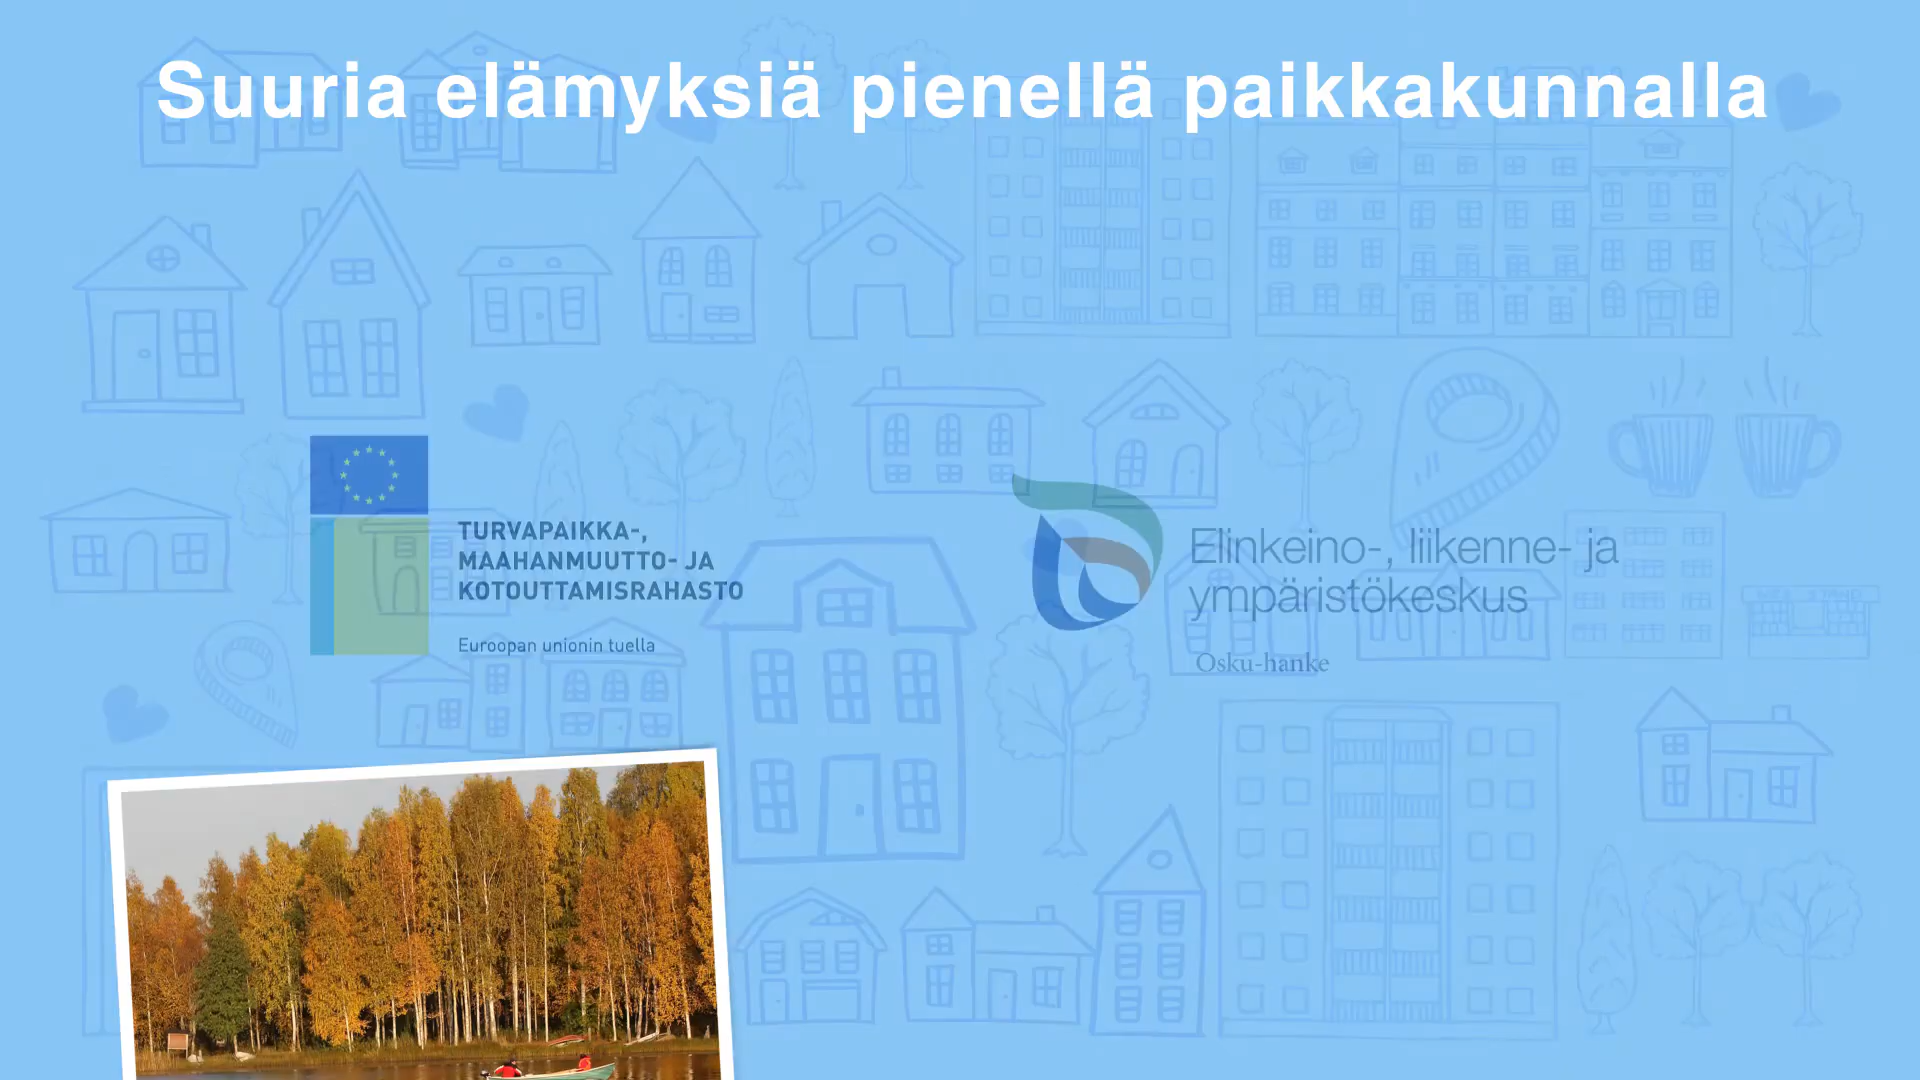 Suuria elämyksiä pienellä paikkakunnalla
TURVAPAIKKA-,
MAAHANMUUTTO- JA
KOTOUTTAMISRAHASTO
Euroopan unionin tuella
Elinkeino-, liikenne- ja
ympäristökeskus
Osku-hanke